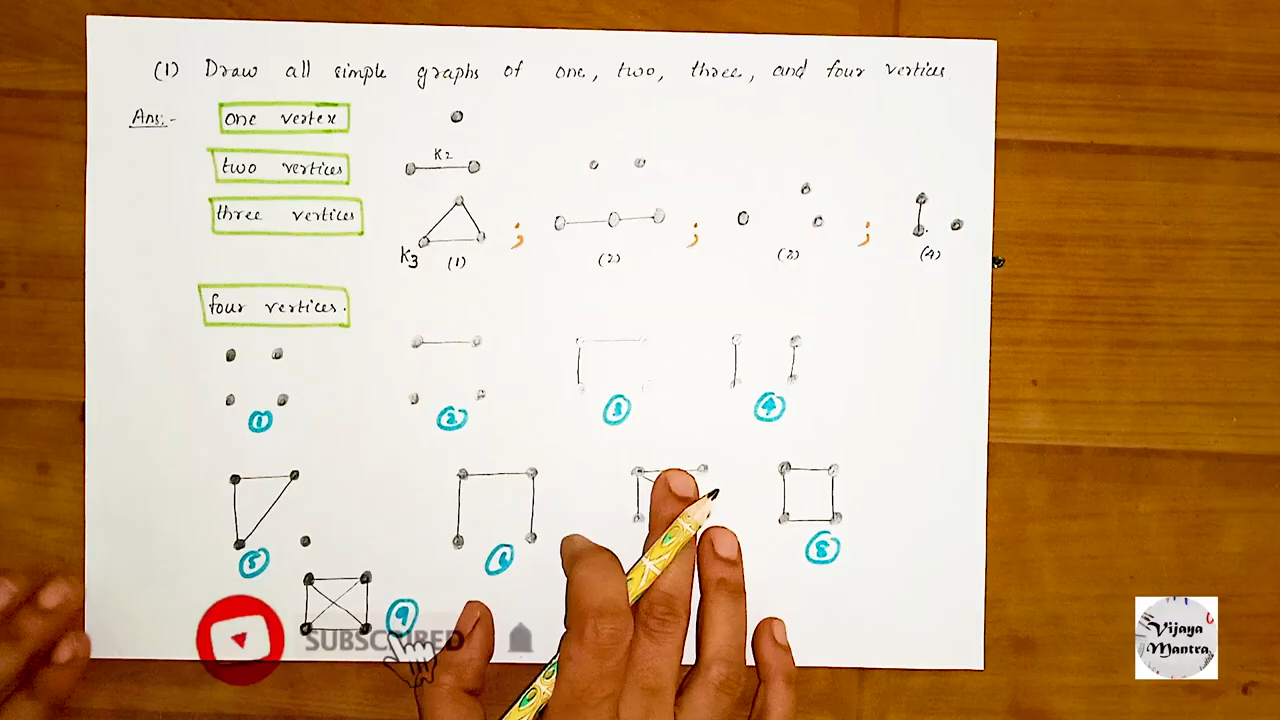 (1) Draw all simple graphs of one, two, three, and four vertices
Ans:- one vertex
K2
two vertices
three vertices
K3 (1) ; (2) ; (3) ; (4)
four vertices.
1 2 3 4
5 6 8
9
SUBSCRIBED
Vijaya
Mantra